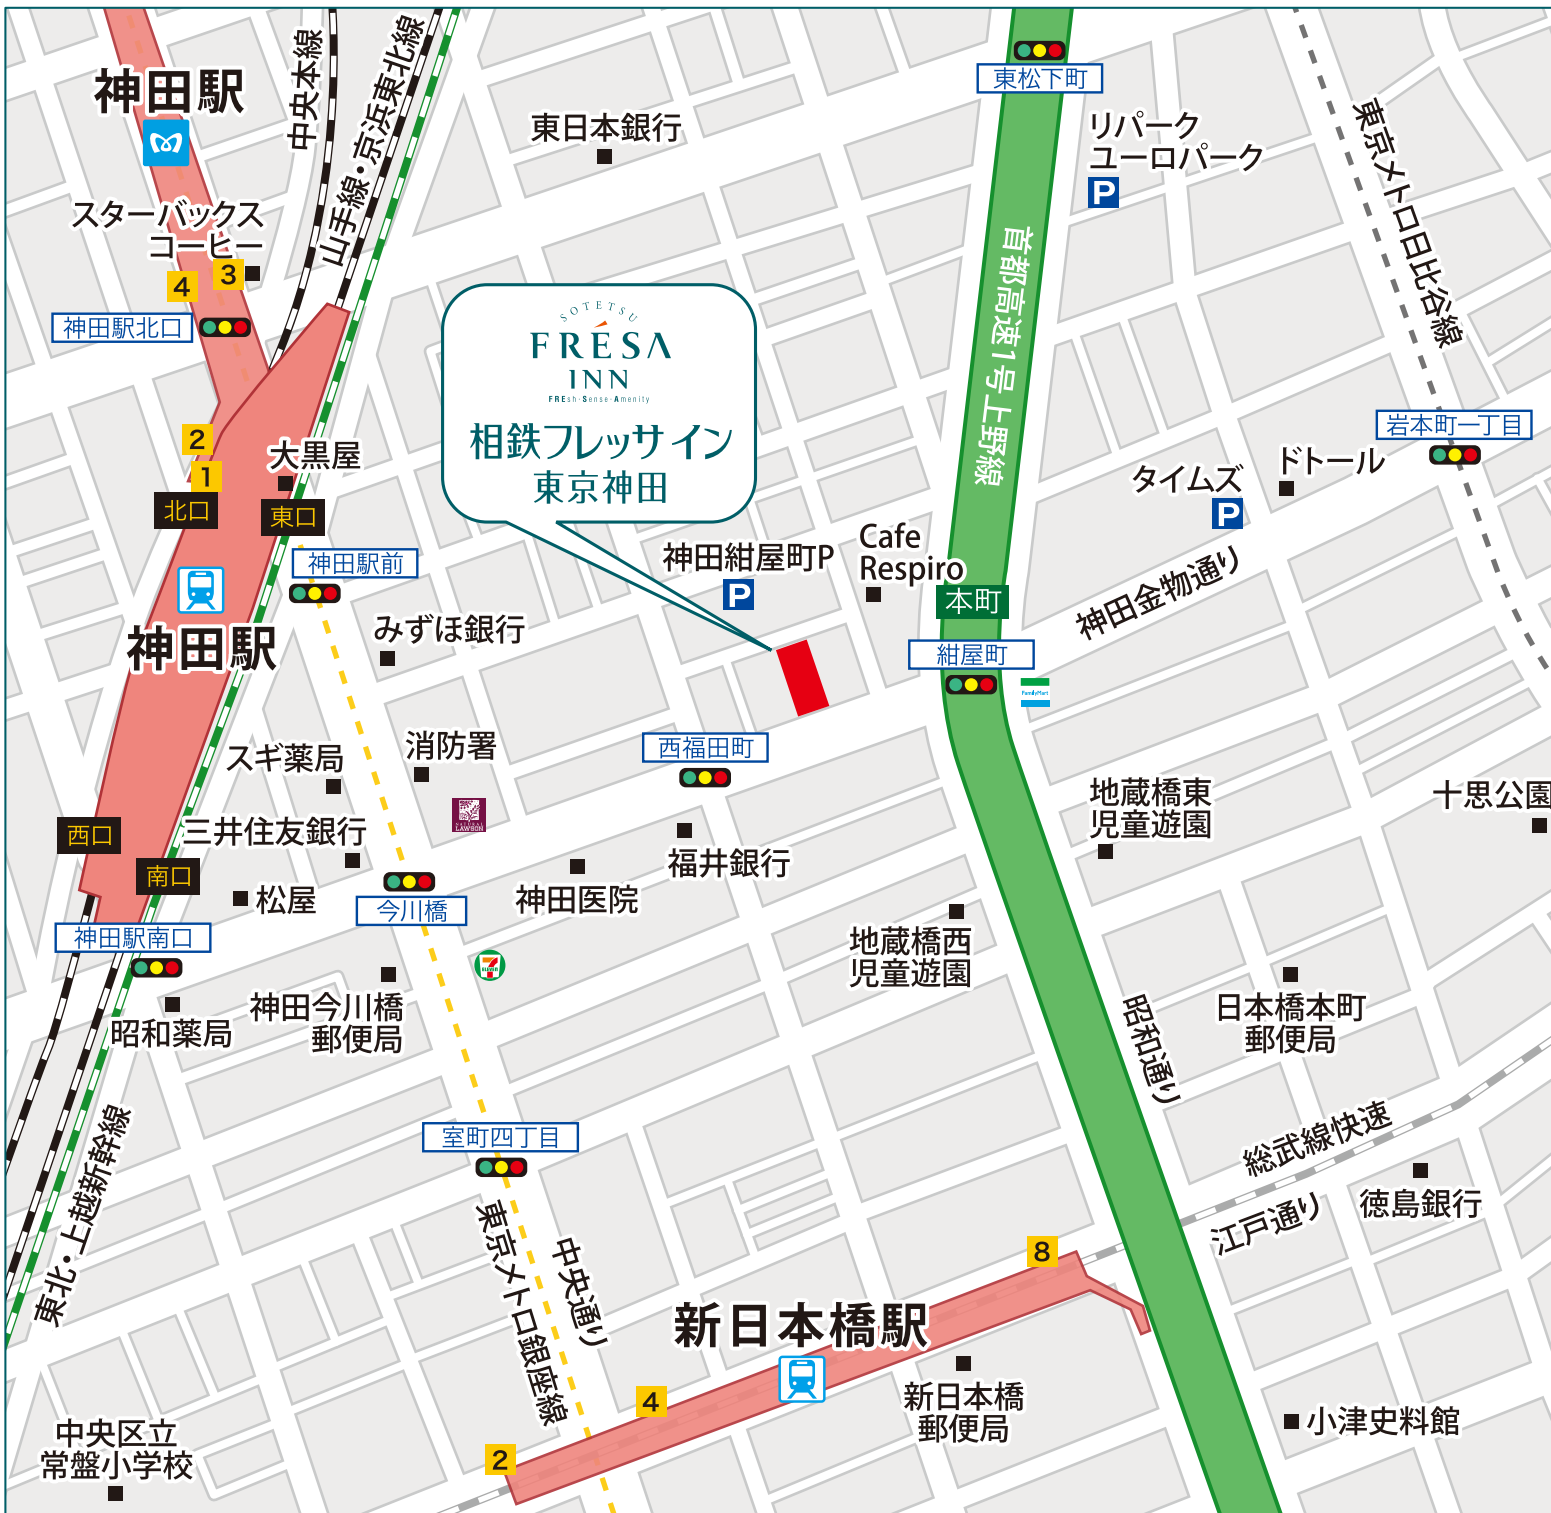 神田駅
中央本線
山手線・京浜東北線
東日本銀行
東松下町
リパーク
ユーロパーク
P
東京メトロ日比谷線
スターバックス
コーヒー
4
3
神田駅北口
首都高速1号上野線
SOTETSU
FRÉSA
INN
FREsh·Sense·Amenity
相鉄フレッサイン
東京神田
2
1
大黒屋
北口
東口
岩本町一丁目
ドトール
タイムズ
P
神田駅前
神田紺屋町P
P
Cafe
Respiro
本町
神田金物通り
神田駅
みずほ銀行
紺屋町
FamilyMart
スギ薬局
消防署
西福田町
NATURAL
LAWSON
西口
三井住友銀行
南口
松屋
今川橋
神田医院
福井銀行
地蔵橋東
児童遊園
十思公園
神田駅南口
7
ELEVEn
地蔵橋西
児童遊園
昭和薬局
神田今川橋
郵便局
昭和通り
日本橋本町
郵便局
東北・上越新幹線
室町四丁目
総武線快速
江戸通り
徳島銀行
東京メトロ銀座線
中央通り
8
新日本橋駅
4
2
新日本橋
郵便局
小津史料館
中央区立
常盤小学校